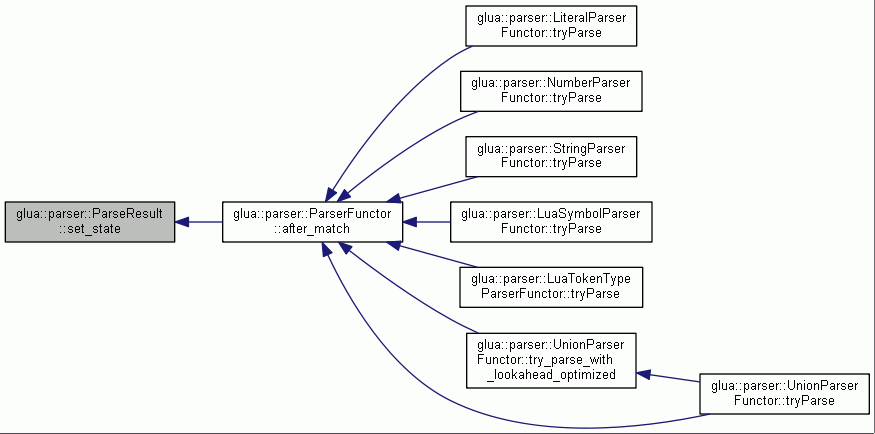 glua::parser::LiteralParser
Functor::tryParse
glua::parser::NumberParser
Functor::tryParse
glua::parser::StringParser
Functor::tryParse
glua::parser::ParseResult
::set_state
glua::parser::ParserFunctor
::after_match
glua::parser::LuaSymbolParser
Functor::tryParse
glua::parser::LuaTokenType
ParserFunctor::tryParse
glua::parser::UnionParser
Functor::try_parse_with
_lookahead_optimized
glua::parser::UnionParser
Functor::tryParse